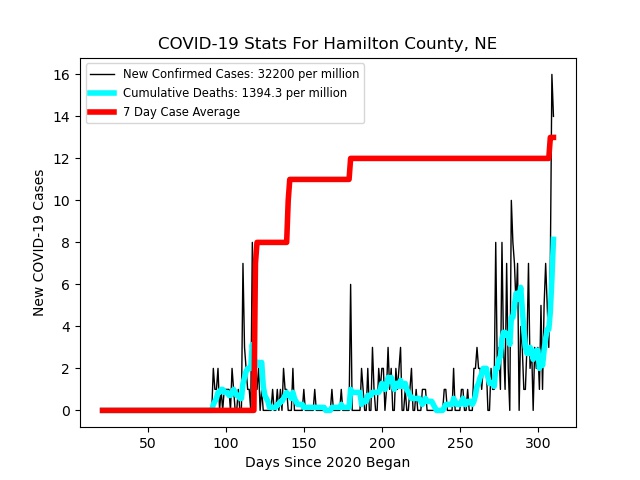 COVID-19 Stats For Hamilton County, NE
New Confirmed Cases: 32200 per million
Cumulative Deaths: 1394.3 per million
7 Day Case Average
New COVID-19 Cases
16
14
12
10
8
6
4
2
0
50 100 150 200 250 300
Days Since 2020 Began